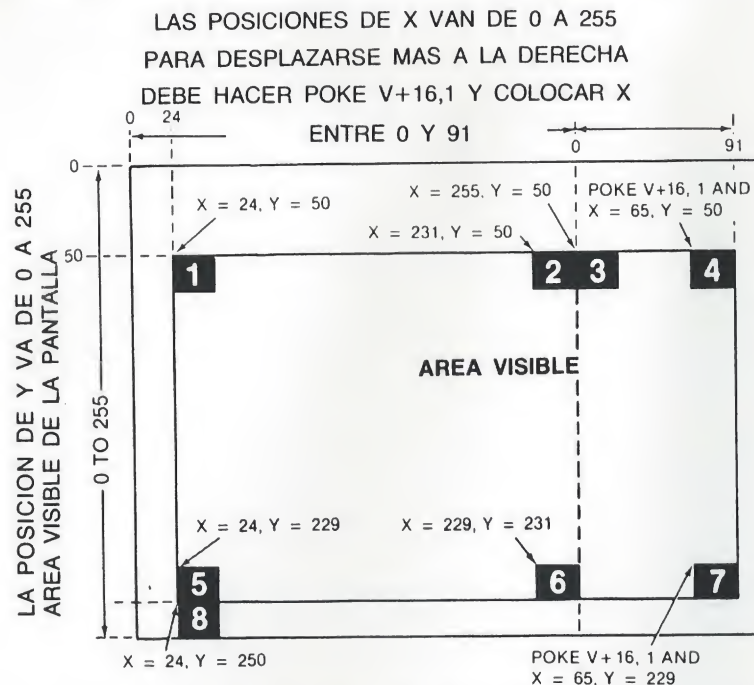 LAS POSICIONES DE X VAN DE 0 A 255
PARA DESPLAZARSE MAS A LA DERECHA
DEBE HACER POKE V+16,1 Y COLOCAR X
ENTRE 0 Y 91
0 24
0 91
0
50
LA POSICION DE Y VA DE 0 A 255
AREA VISIBLE DE LA PANTALLA
0 TO 255
X = 24, Y = 50
X = 255, Y = 50
X = 231, Y = 50
POKE V+16, 1 AND
X = 65, Y = 50
1
2
3
4
AREA VISIBLE
X = 24, Y = 229
X = 229, Y = 231
5
6
7
8
X = 24, Y = 250
POKE V+16, 1 AND
X = 65, Y = 229